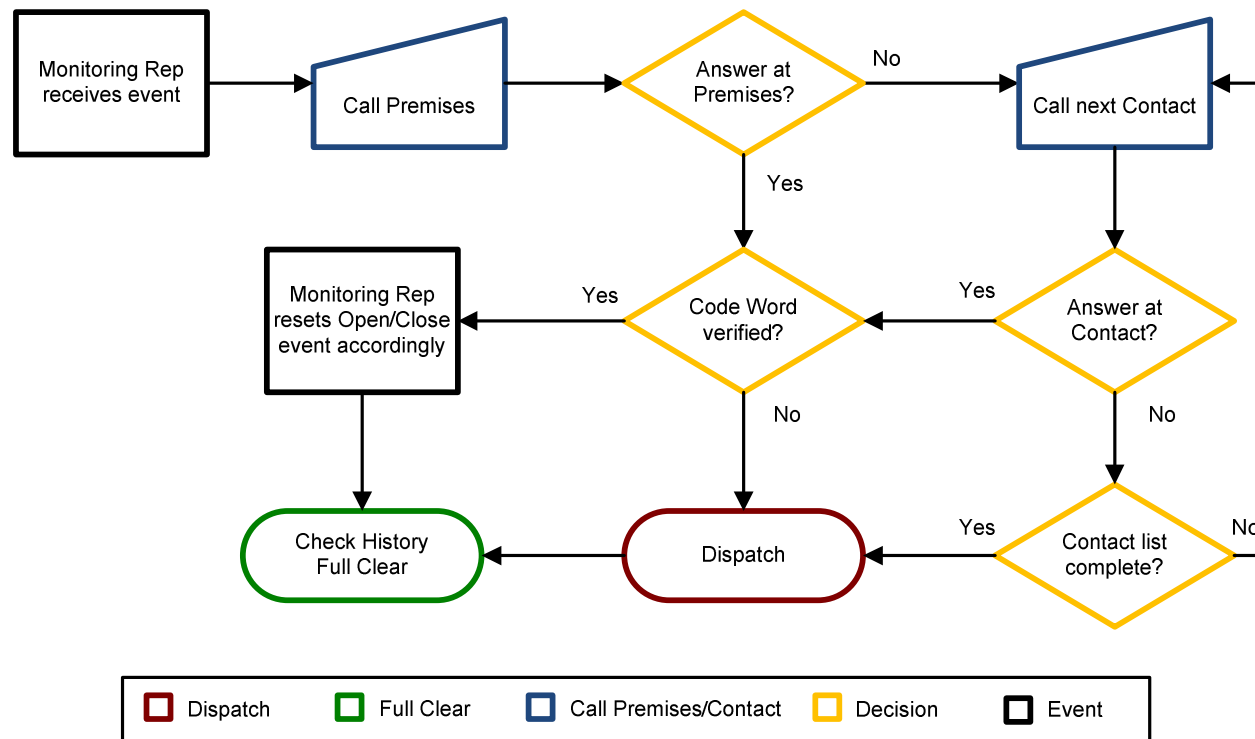 Monitoring Rep
receives event
Call Premises
Answer at
Premises?
No
Call next Contact
Yes
Monitoring Rep
resets Open/Close
event accordingly
Yes
Code Word
verified?
Yes
Answer at
Contact?
No
No
Check History
Full Clear
Dispatch
Yes
Contact list
complete?
No
Dispatch
Full Clear
Call Premises/Contact
Decision
Event